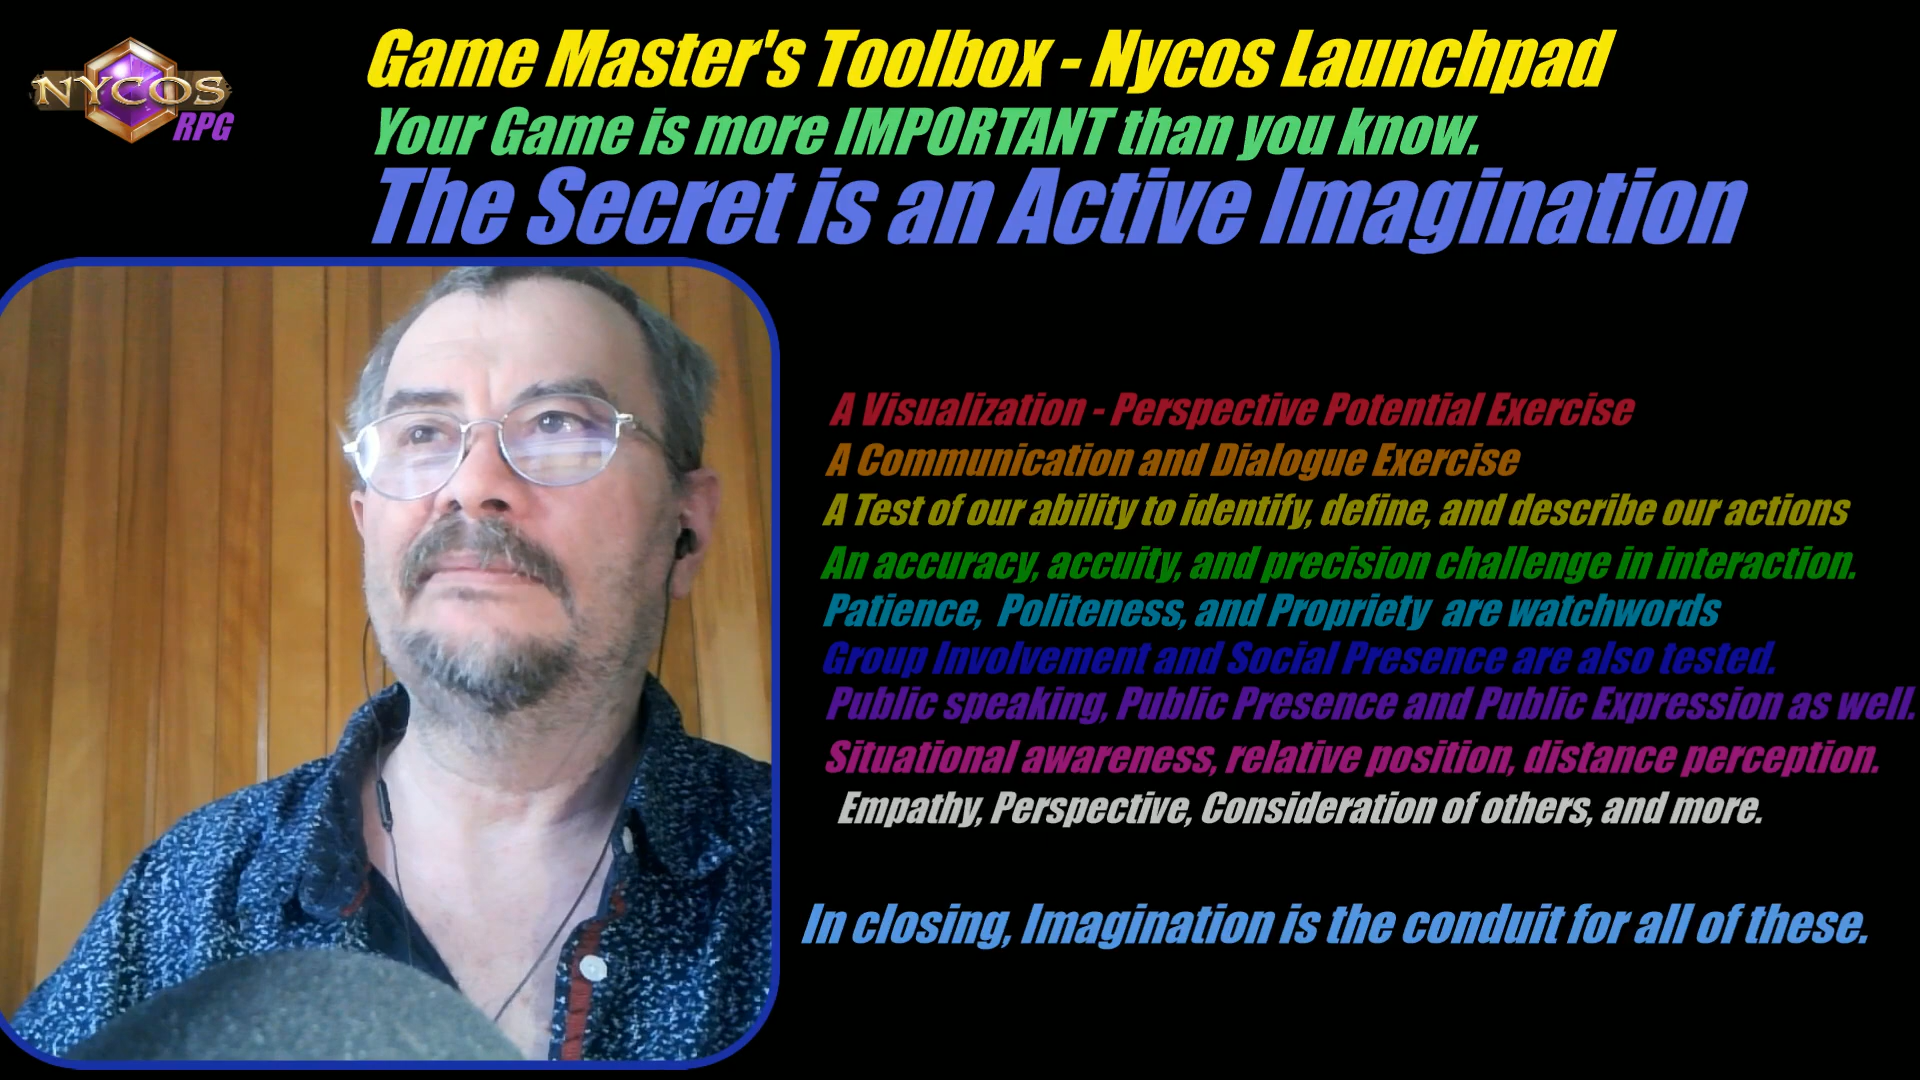 NYCOS
RPG
Game Master's Toolbox - Nycos Launchpad
Your Game is more IMPORTANT than you know.
The Secret is an Active Imagination
A Visualization - Perspective Potential Exercise
A Communication and Dialogue Exercise
A Test of our ability to identify, define, and describe our actions
An accuracy, accuity, and precision challenge in interaction.
Patience, Politeness, and Propriety are watchwords
Group Involvement and Social Presence are also tested.
Public speaking, Public Presence and Public Expression as well.
Situational awareness, relative position, distance perception.
Empathy, Perspective, Consideration of others, and more.
In closing, Imagination is the conduit for all of these.